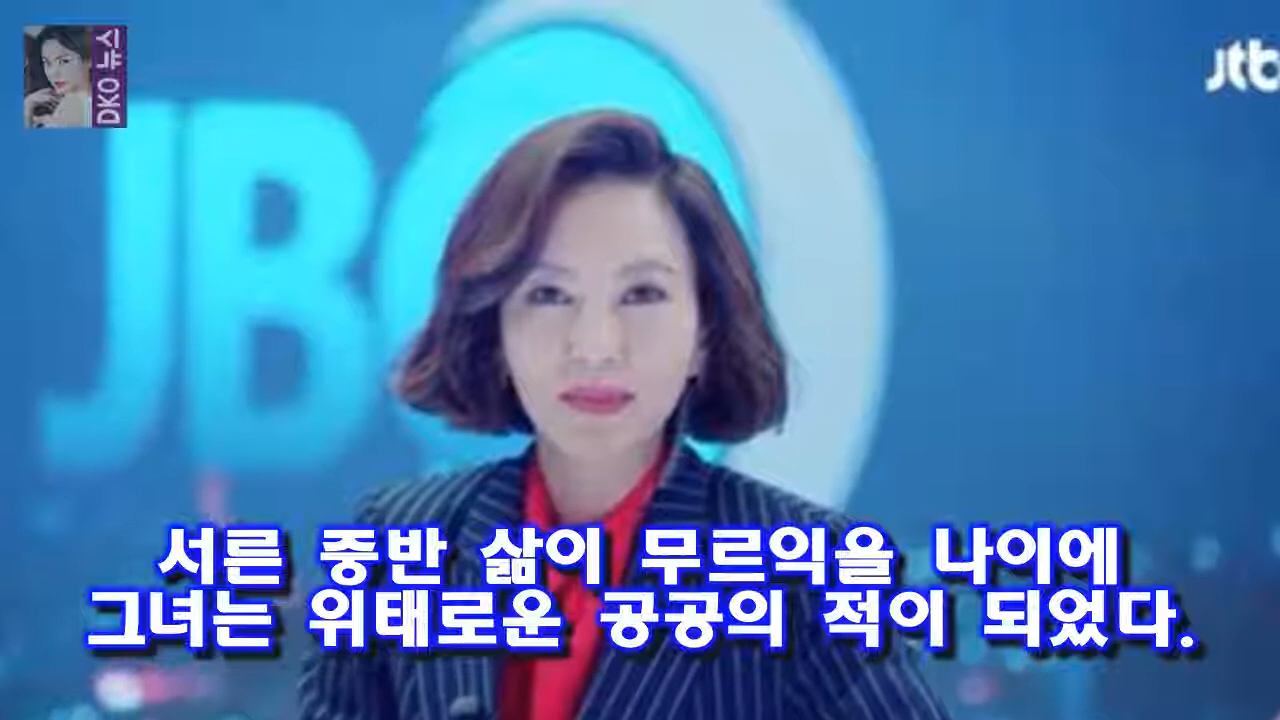 DKO 뉴스
jtb
JB
서른 중반 삶이 무르익을 나이에
그녀는 위태로운 공공의 적이 되었다.